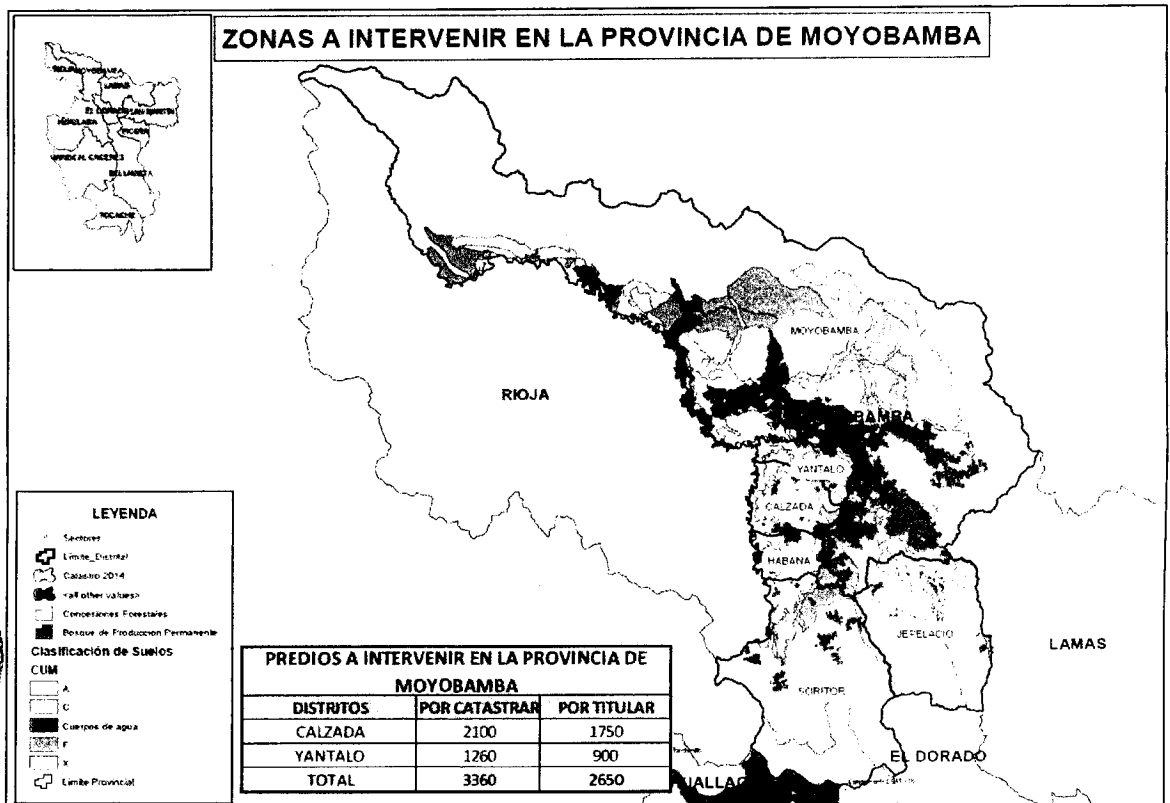 ZONAS A INTERVENIR EN LA PROVINCIA DE MOYOBAMBA
LAMAS
TOCACHE
MOYOBAMBA
RIOJA
BAMBA
YANTALO
CALZADA
HABANA
JEPELACIO
LAMAS
SORITOR
EL DORADO
LEYENDA
Sectores
Limite_Distrital
Catastro 2014
<all other values>
Concesiones Forestales
Bosque de Produccion Permanente
Clasificación de Suelos
CUM
A
C
Cuerpos de agua
F
X
Limite Provincial
PREDIOS A INTERVENIR EN LA PROVINCIA DE
MOYOBAMBA
DISTRITOS POR CATASTRAR POR TITULAR
CALZADA 2100 1750
YANTALO 1260 900
TOTAL 3360 2650